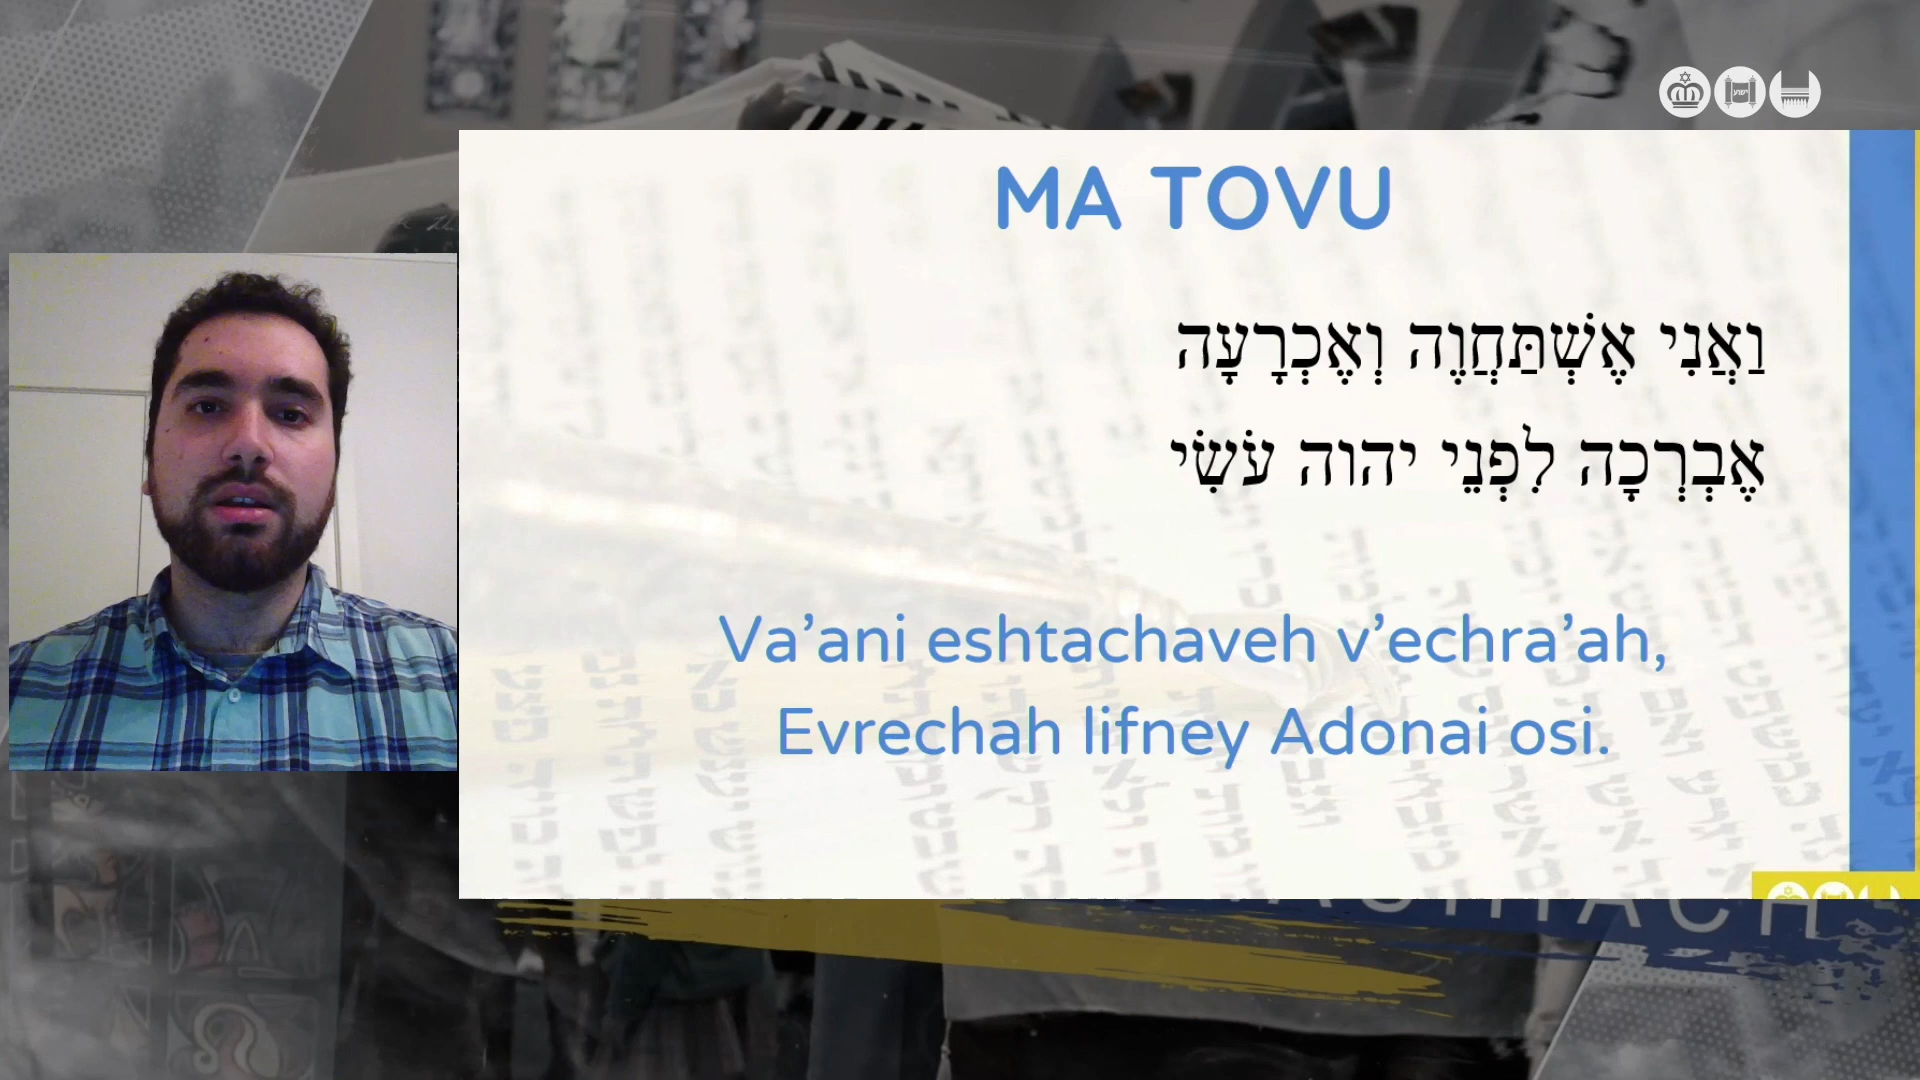 MA TOVU
וַאֲנִי אֶשְׁתַּחֲוֶה וְאֶכְרָעָה
אֶבְרְכָה לִפְנֵי יהוה עֹשִׂי
Va’ani eshtachaveh v’echra’ah,
Evrechah lifney Adonai osi.